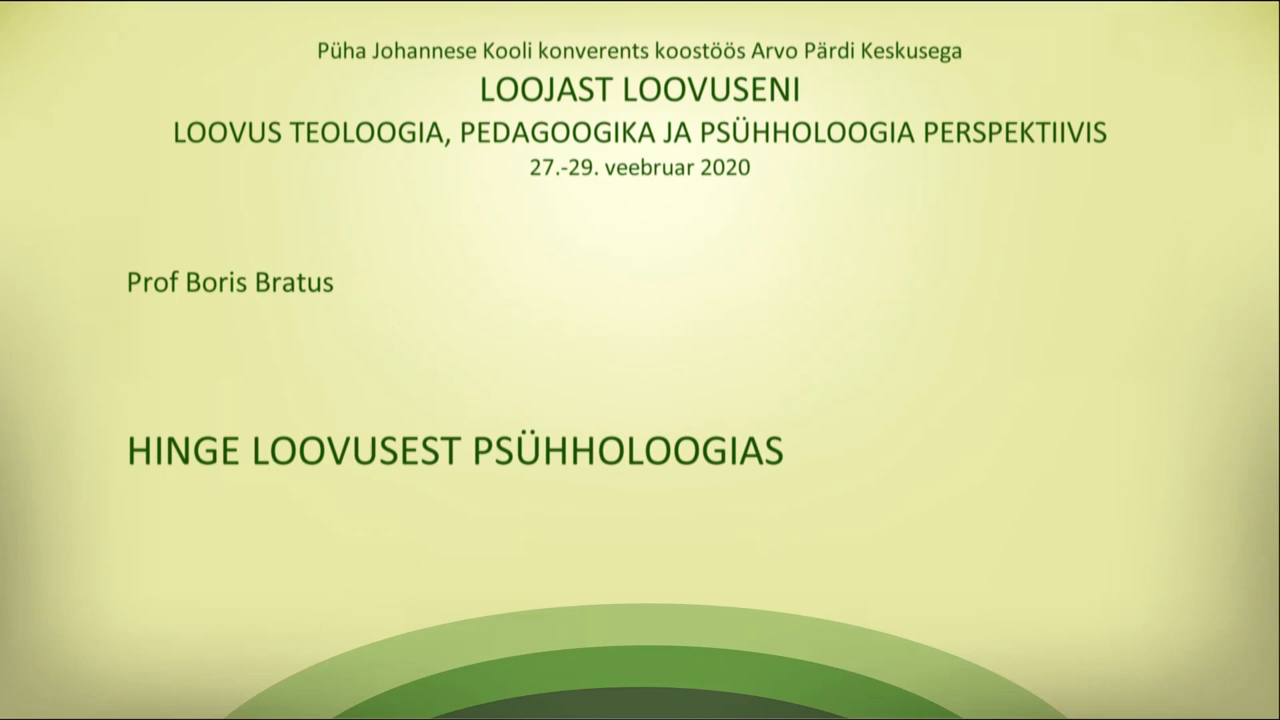 Püha Johannese Kooli konverents koostöös Arvo Pärdi Keskusega
LOOJAST LOOVUSENI
LOOVUS TEOLOOGIA, PEDAGOOGIKA JA PSÜHHOLOOGIA PERSPEKTIIVIS
27.-29. veebruar 2020
Prof Boris Bratus
HINGE LOOVUSEST PSÜHHOLOOGIAS